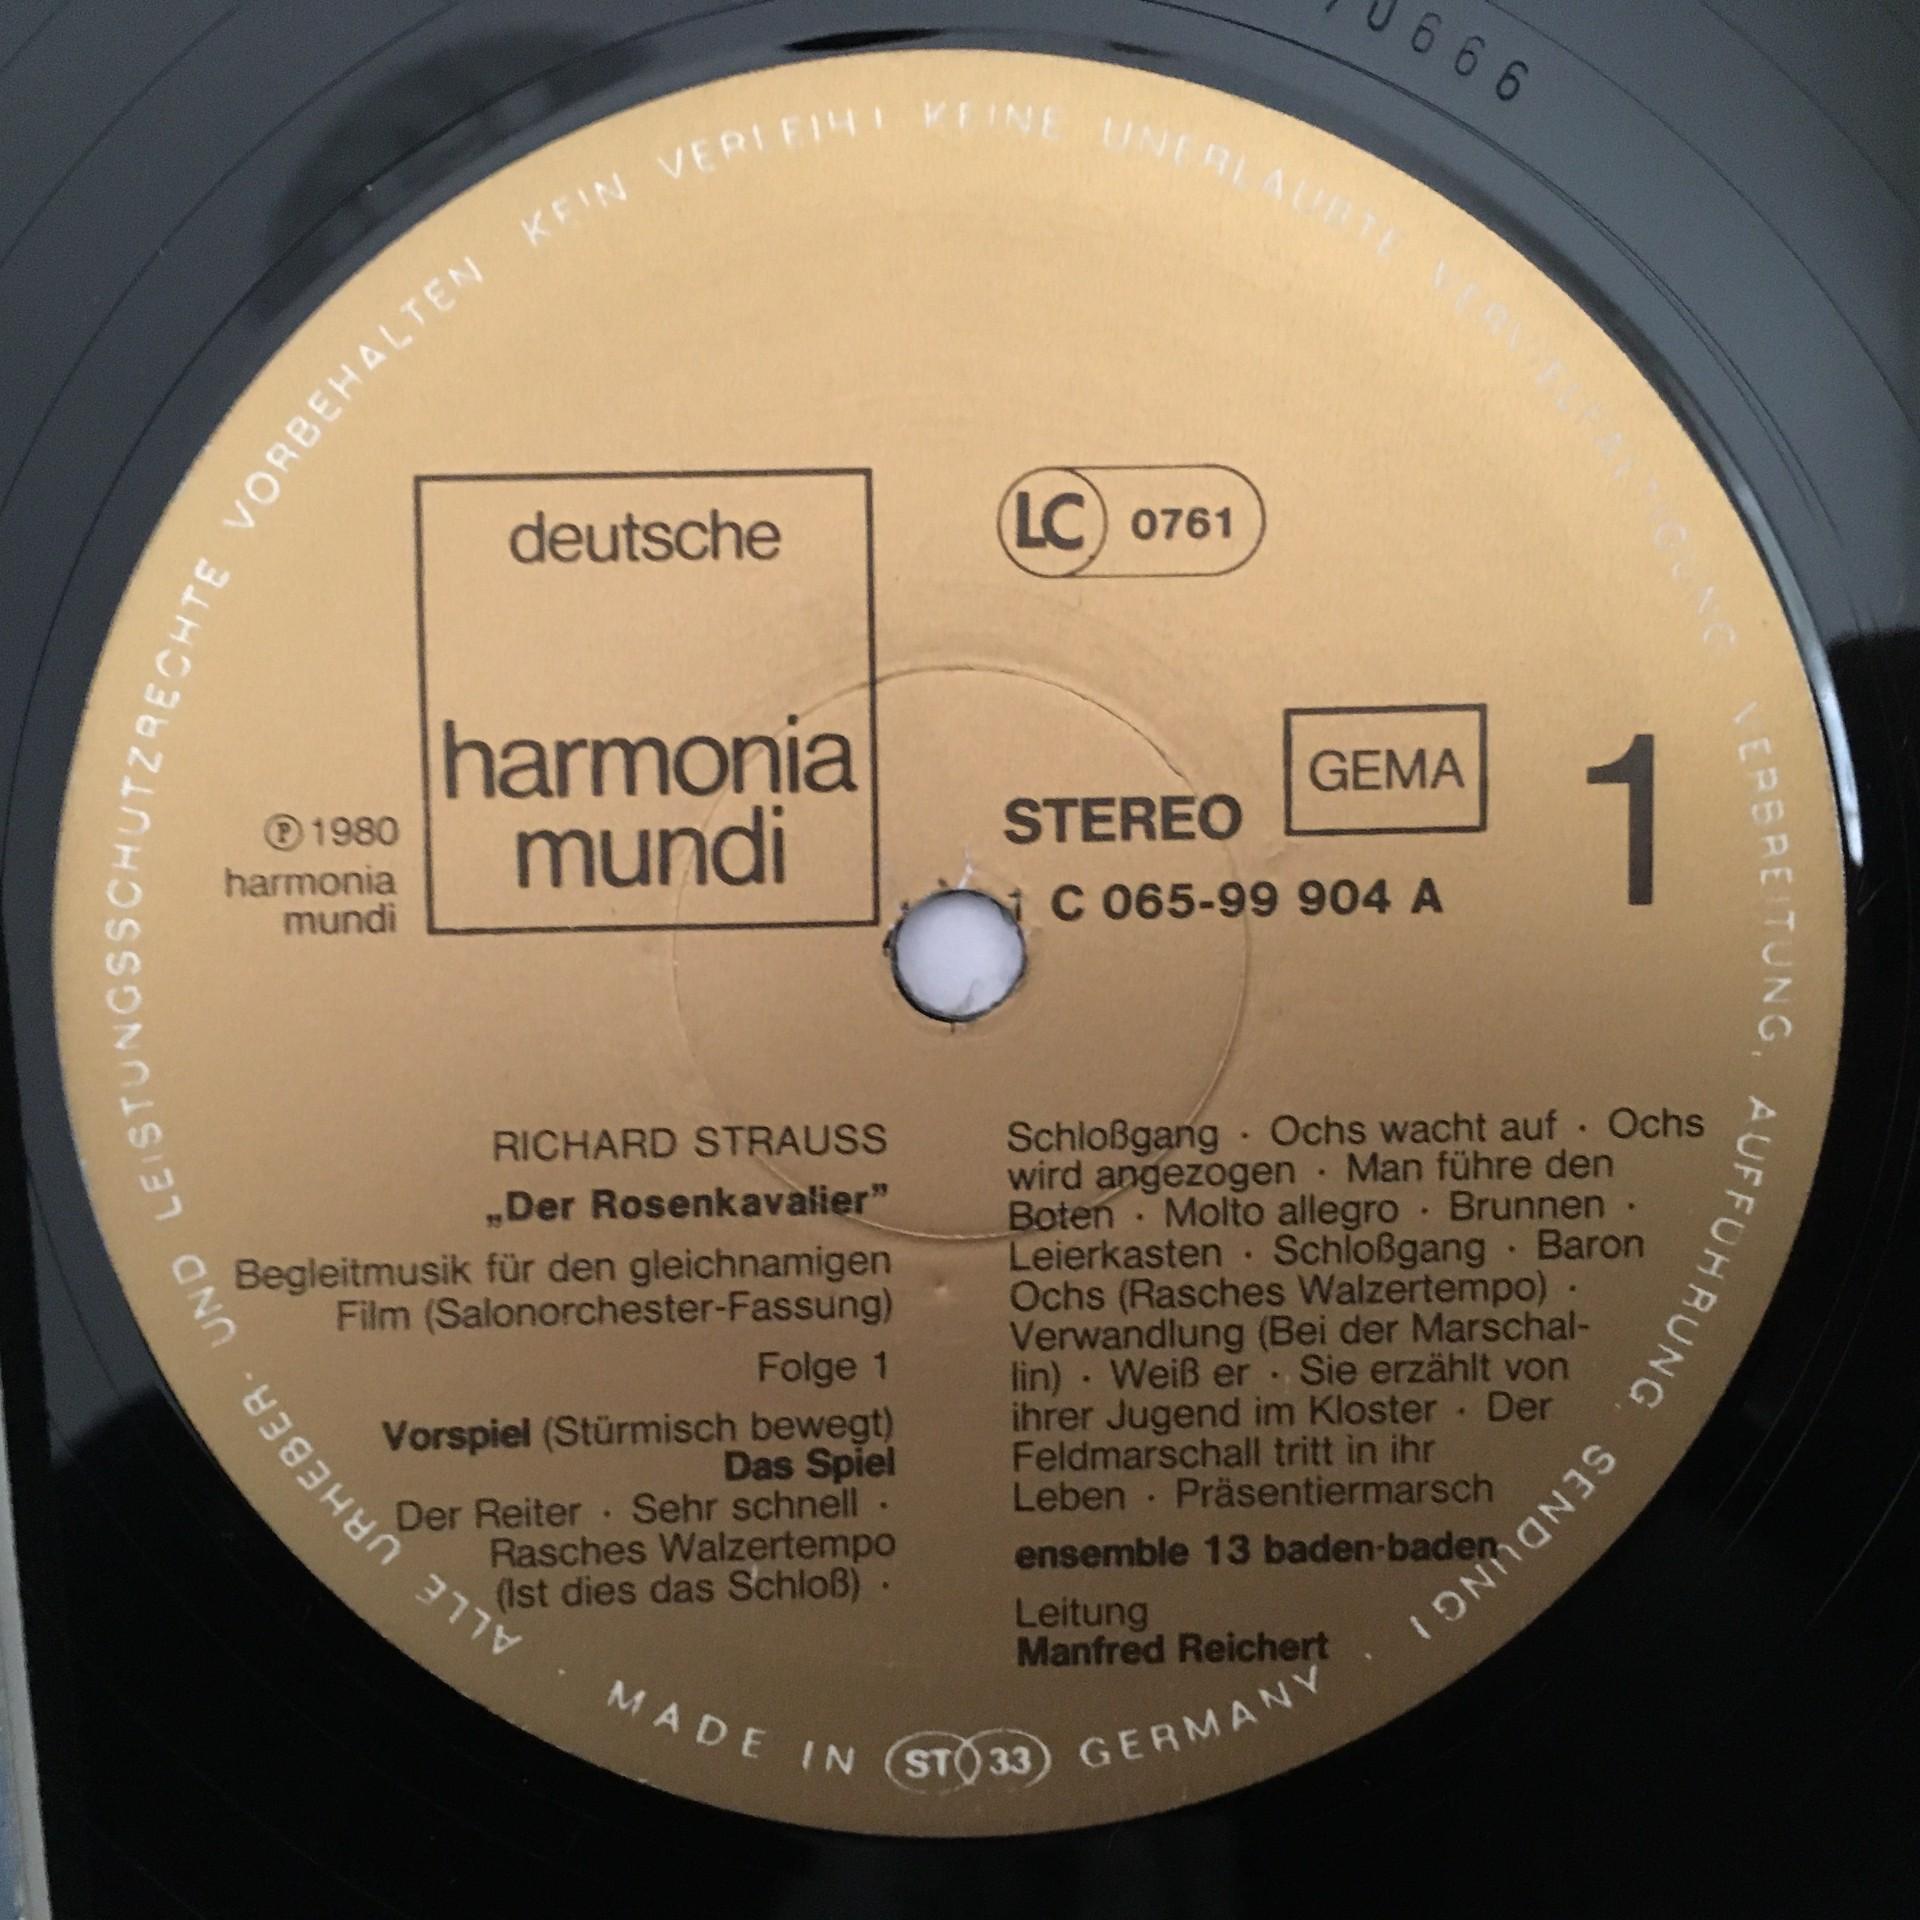 70666
deutsche
harmonia
mundi
℗ 1980
harmonia
mundi
LC 0761
STEREO
GEMA
1
1 C 065-99 904 A
RICHARD STRAUSS
„Der Rosenkavalier”
Begleitmusik für den gleichnamigen
Film (Salonorchester-Fassung)
Folge 1
Vorspiel (Stürmisch bewegt)
Das Spiel
Der Reiter · Sehr schnell ·
Rasches Walzertempo
(Ist dies das Schloß) ·
Schloßgang · Ochs wacht auf · Ochs
wird angezogen · Man führe den
Boten · Molto allegro · Brunnen ·
Leierkasten · Schloßgang · Baron
Ochs (Rasches Walzertempo) ·
Verwandlung (Bei der Marschal-
lin) · Weiß er · Sie erzählt von
ihrer Jugend im Kloster · Der
Feldmarschall tritt in ihr
Leben · Präsentiermarsch
ensemble 13 baden-baden
Leitung
Manfred Reichert
ALLE URHEBER- UND LEISTUNGSSCHUTZRECHTE VORBEHALTEN KEIN VERLEIH! KEINE UNERLAUBTE VERVIELFÄLTIGUNG, VERBREITUNG, AUFFÜHRUNG, SENDUNG!
· MADE IN ST 33 GERMANY ·